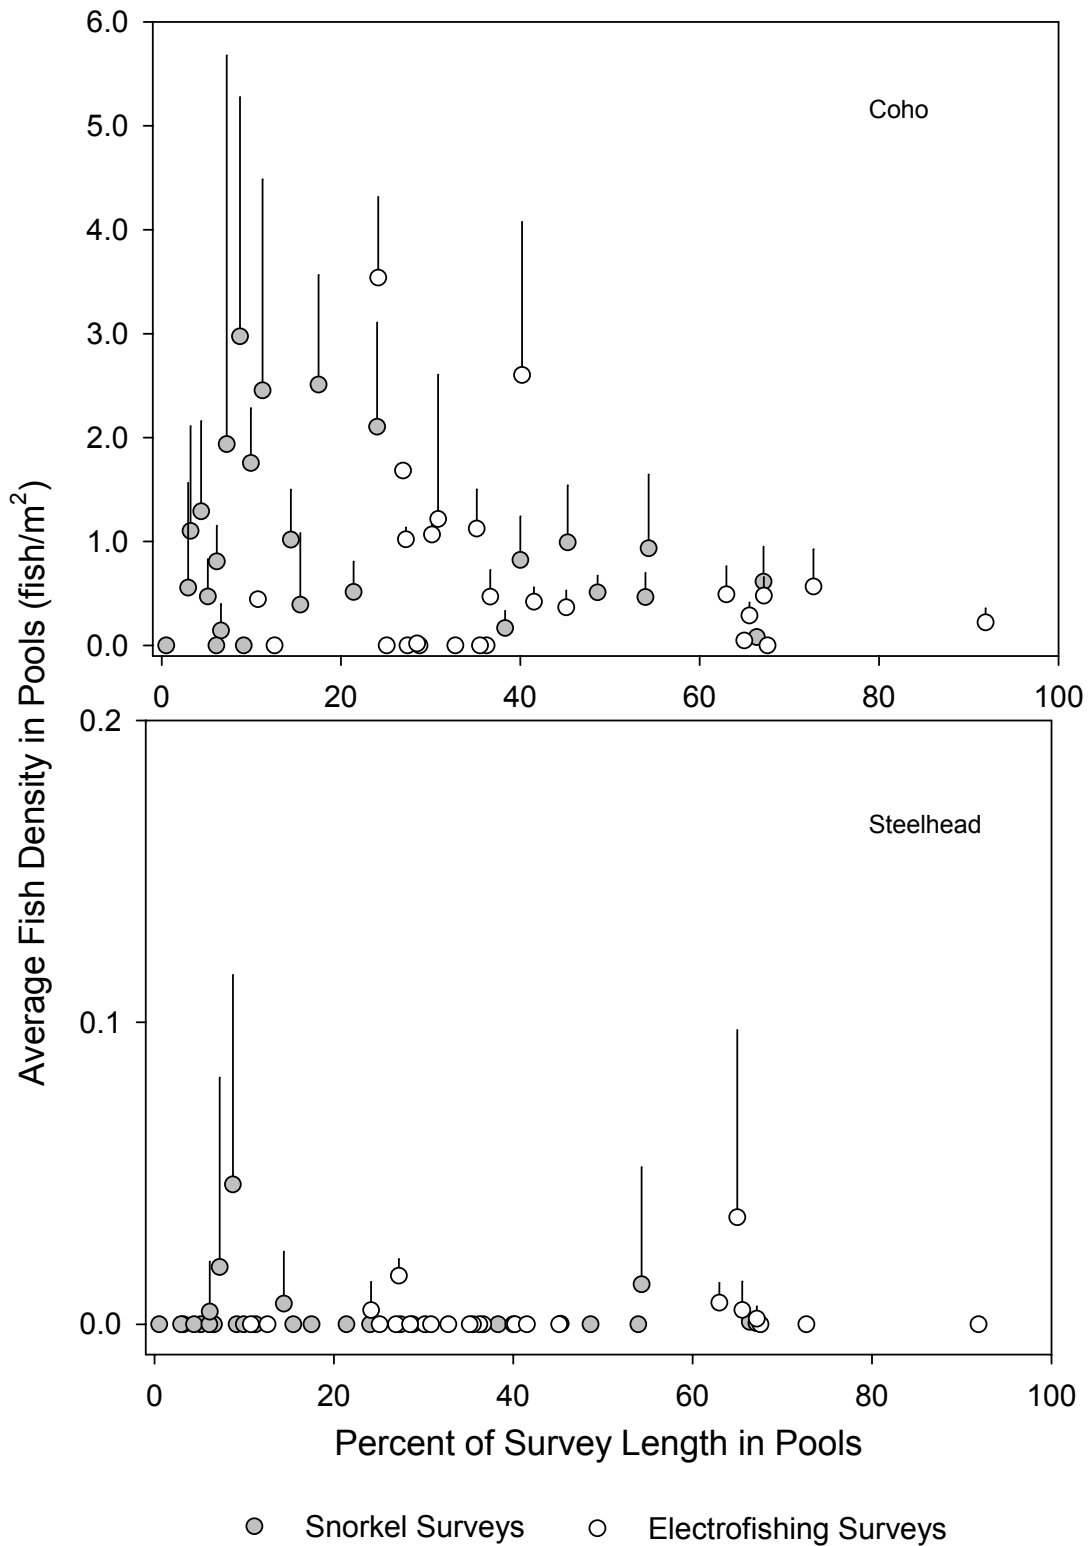 6.0
5.0
4.0
3.0
2.0
1.0
0.0
Coho
0 20 40 60 80 100
0.2
0.1
0.0
Steelhead
0 20 40 60 80 100
Average Fish Density in Pools (fish/m²)
Percent of Survey Length in Pools
Snorkel Surveys
Electrofishing Surveys